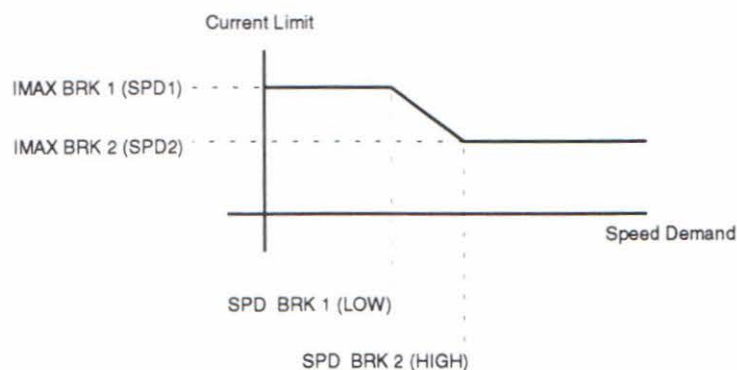 Current Limit
IMAX BRK 1 (SPD1)
IMAX BRK 2 (SPD2)
Speed Demand
SPD BRK 1 (LOW)
SPD BRK 2 (HIGH)